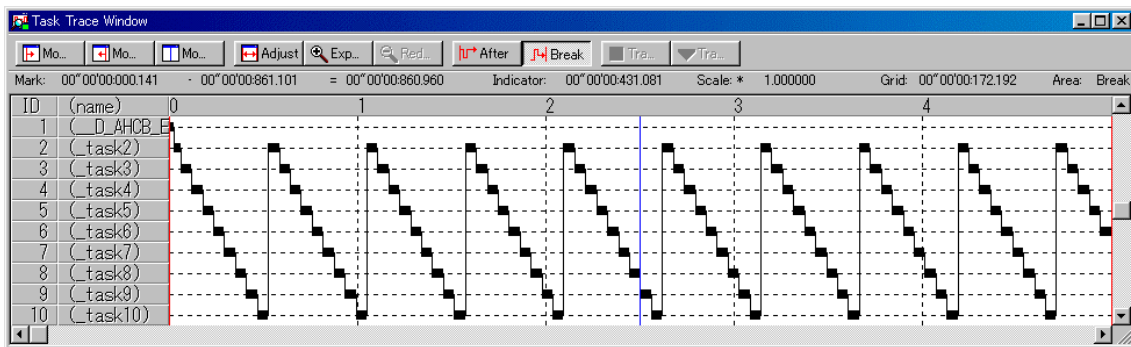 Task Trace Window
Mo... Mo... Mo... Adjust Exp... Red... After Break Tra... Tra...
Mark: 00"00'00:000.141 - 00"00'00:861.101 = 00"00'00:860.960 Indicator: 00"00'00:431.081 Scale: * 1.000000 Grid: 00"00'00:172.192 Area: Break
ID (name) 0 1 2 3 4
1 (__D_AHCB_E
2 (_task2)
3 (_task3)
4 (_task4)
5 (_task5)
6 (_task6)
7 (_task7)
8 (_task8)
9 (_task9)
10 (_task10)